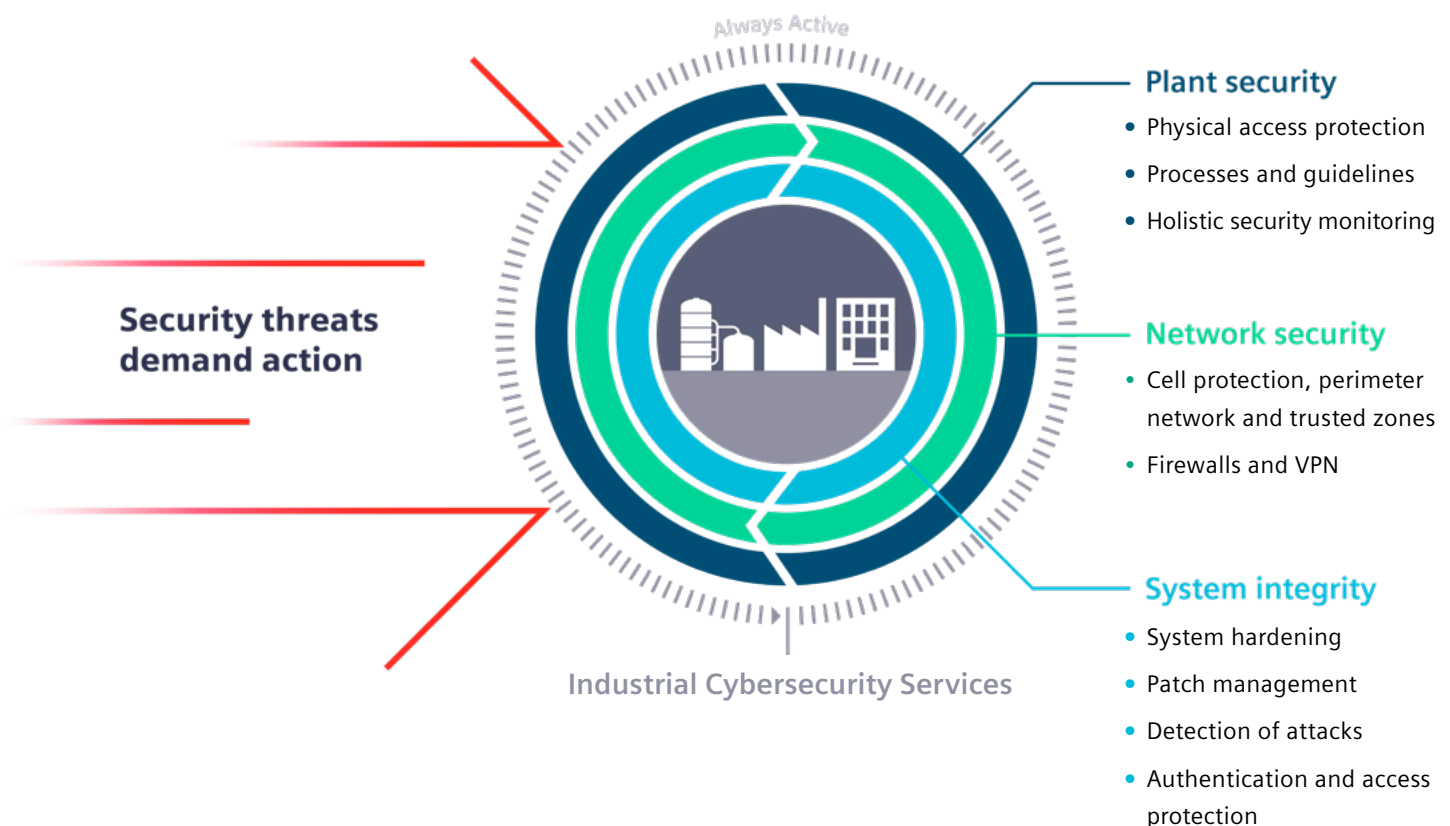 Always Active
Security threats
demand action
Plant security
• Physical access protection
• Processes and guidelines
• Holistic security monitoring
Network security
• Cell protection, perimeter
network and trusted zones
• Firewalls and VPN
System integrity
• System hardening
• Patch management
• Detection of attacks
• Authentication and access
protection
Industrial Cybersecurity Services